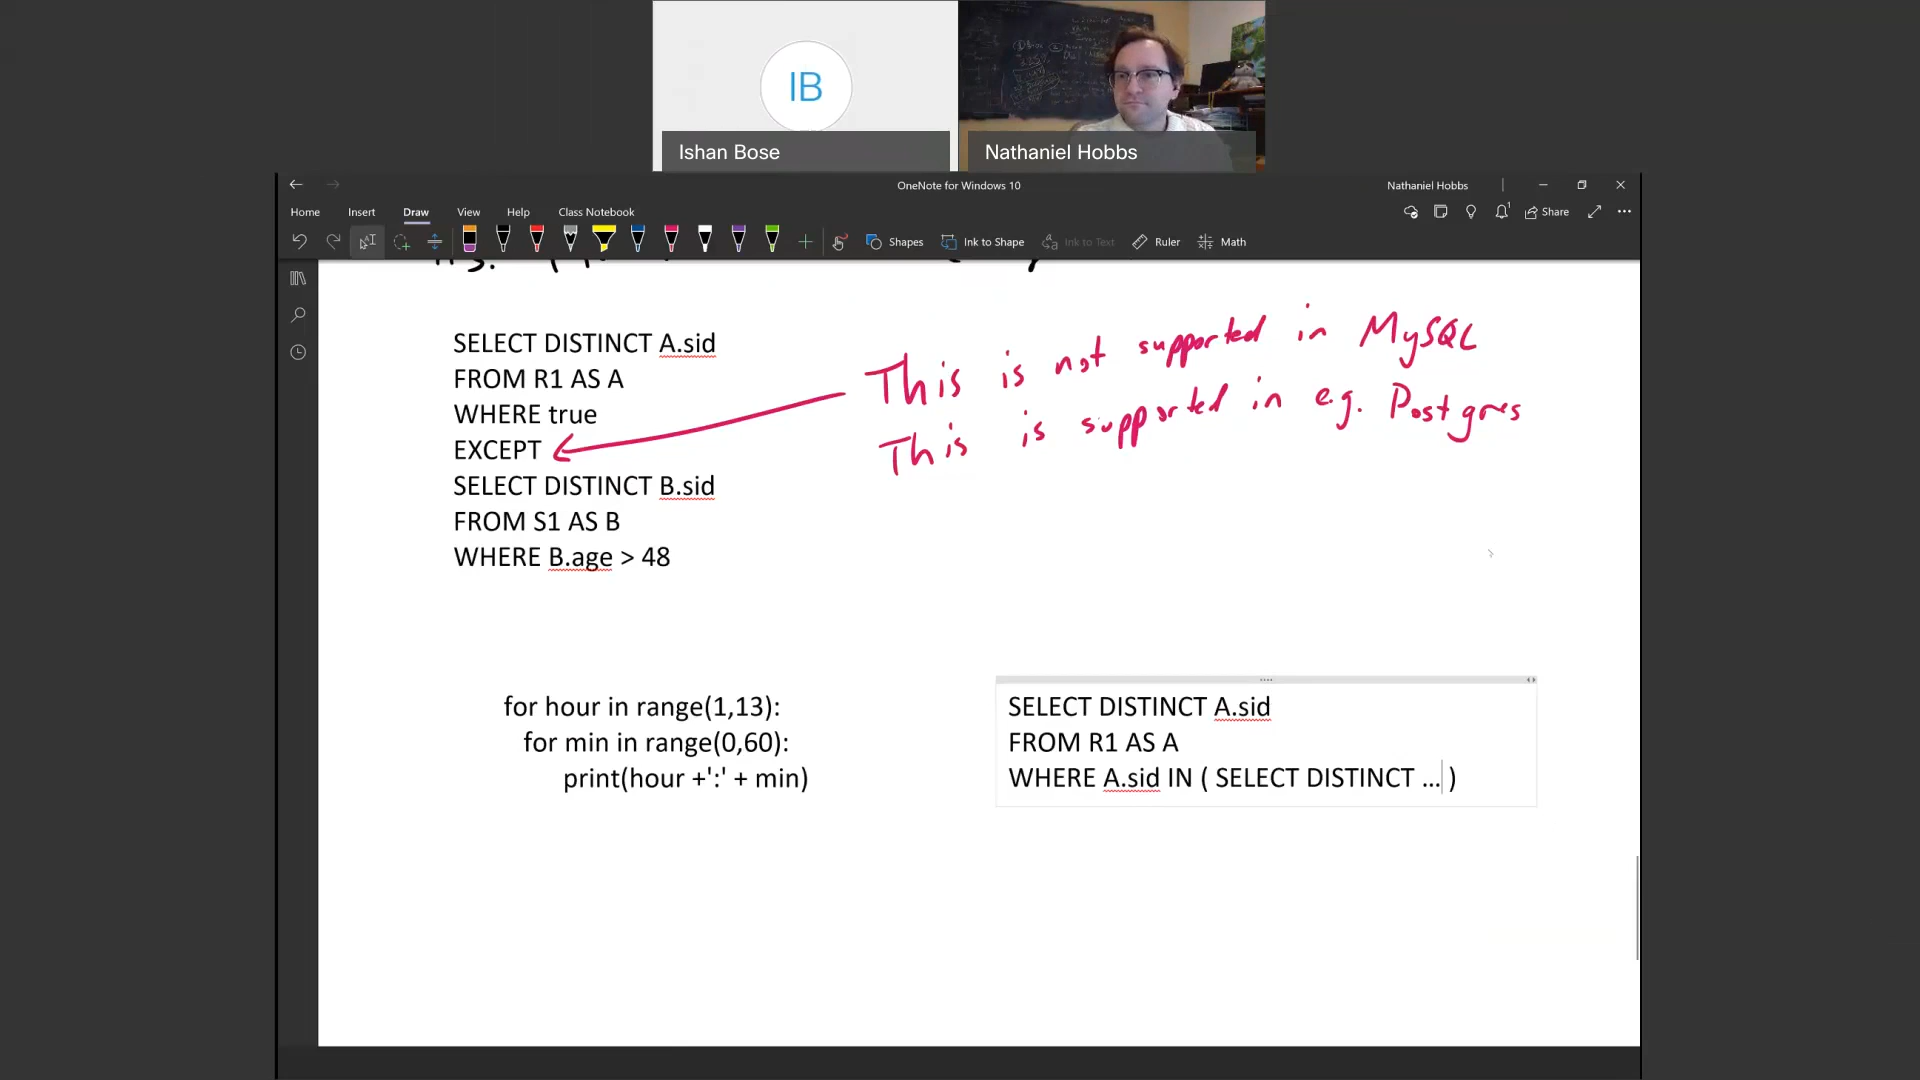 IB
Ishan Bose
Nathaniel Hobbs
OneNote for Windows 10
Nathaniel Hobbs
Home Insert Draw View Help Class Notebook
Share
Shapes Ink to Shape Ink to Text Ruler Math
SELECT DISTINCT A.sid
FROM R1 AS A
WHERE true
EXCEPT
SELECT DISTINCT B.sid
FROM S1 AS B
WHERE B.age > 48
This is not supported in MySQL
This is supported in e.g. Postgres
for hour in range(1,13):
for min in range(0,60):
print(hour +':' + min)
SELECT DISTINCT A.sid
FROM R1 AS A
WHERE A.sid IN ( SELECT DISTINCT ... )